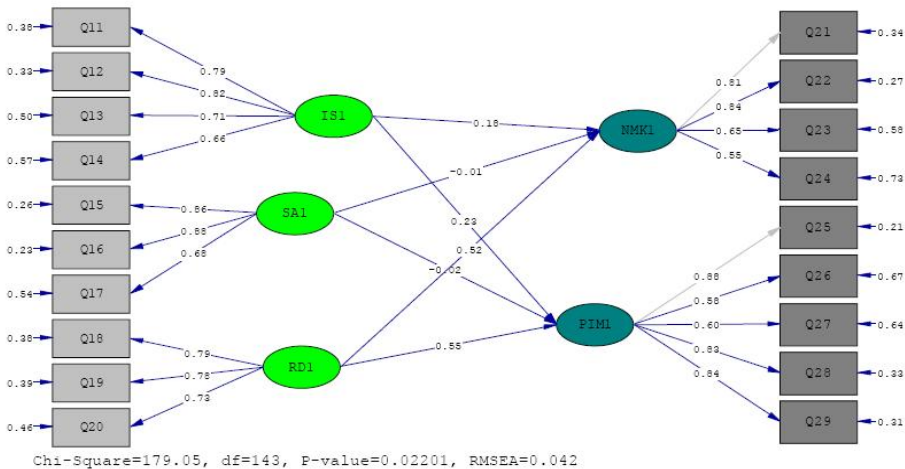 0.38 Q11
0.33 Q12
0.50 Q13
0.57 Q14
0.26 Q15
0.23 Q16
0.54 Q17
0.38 Q18
0.39 Q19
0.46 Q20
0.79
0.82
0.71
0.66
0.86
0.88
0.68
0.79
0.78
0.73
IS1
SA1
RD1
0.18
-0.01
0.23
0.52
-0.02
0.55
NMK1
PIM1
0.81
0.84
0.65
0.55
0.88
0.58
0.60
0.83
0.84
Q21 0.34
Q22 0.27
Q23 0.58
Q24 0.73
Q25 0.21
Q26 0.67
Q27 0.64
Q28 0.33
Q29 0.31
Chi-Square=179.05, df=143, P-value=0.02201, RMSEA=0.042